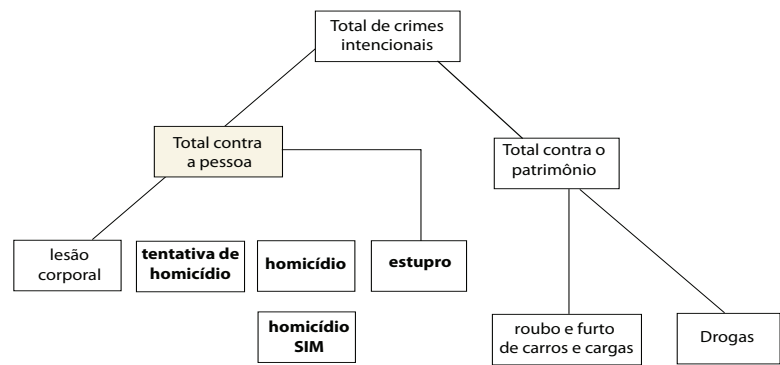 Total de crimes
intencionais
Total contra
a pessoa
Total contra o
patrimônio
lesão
corporal
tentativa de
homicídio
homicídio
estupro
homicídio
SIM
roubo e furto
de carros e cargas
Drogas